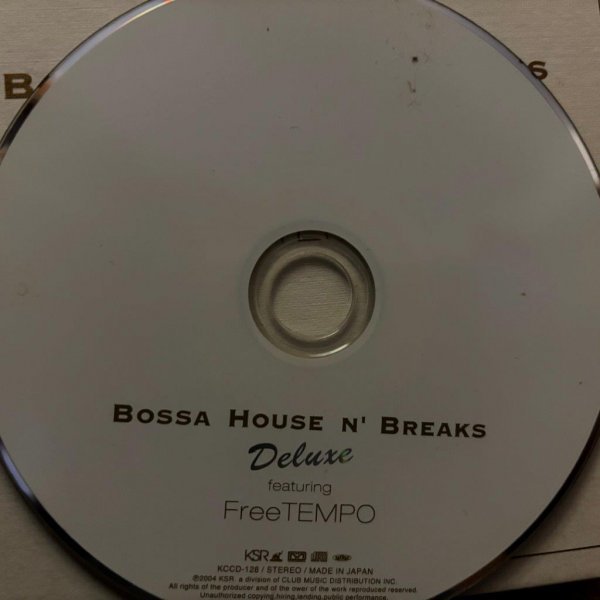 BOSSA HOUSE N' BREAKS
Deluxe
featuring
FreeTEMPO
KSR
KCCD-128 / STEREO / MADE IN JAPAN
℗2004 KSR. a division of CLUB MUSIC DISTRIBUTION INC.
All rights of the producer and of the ower of the work reproduced reserved.
Unauthorized copying,hiring,lending,public performance,